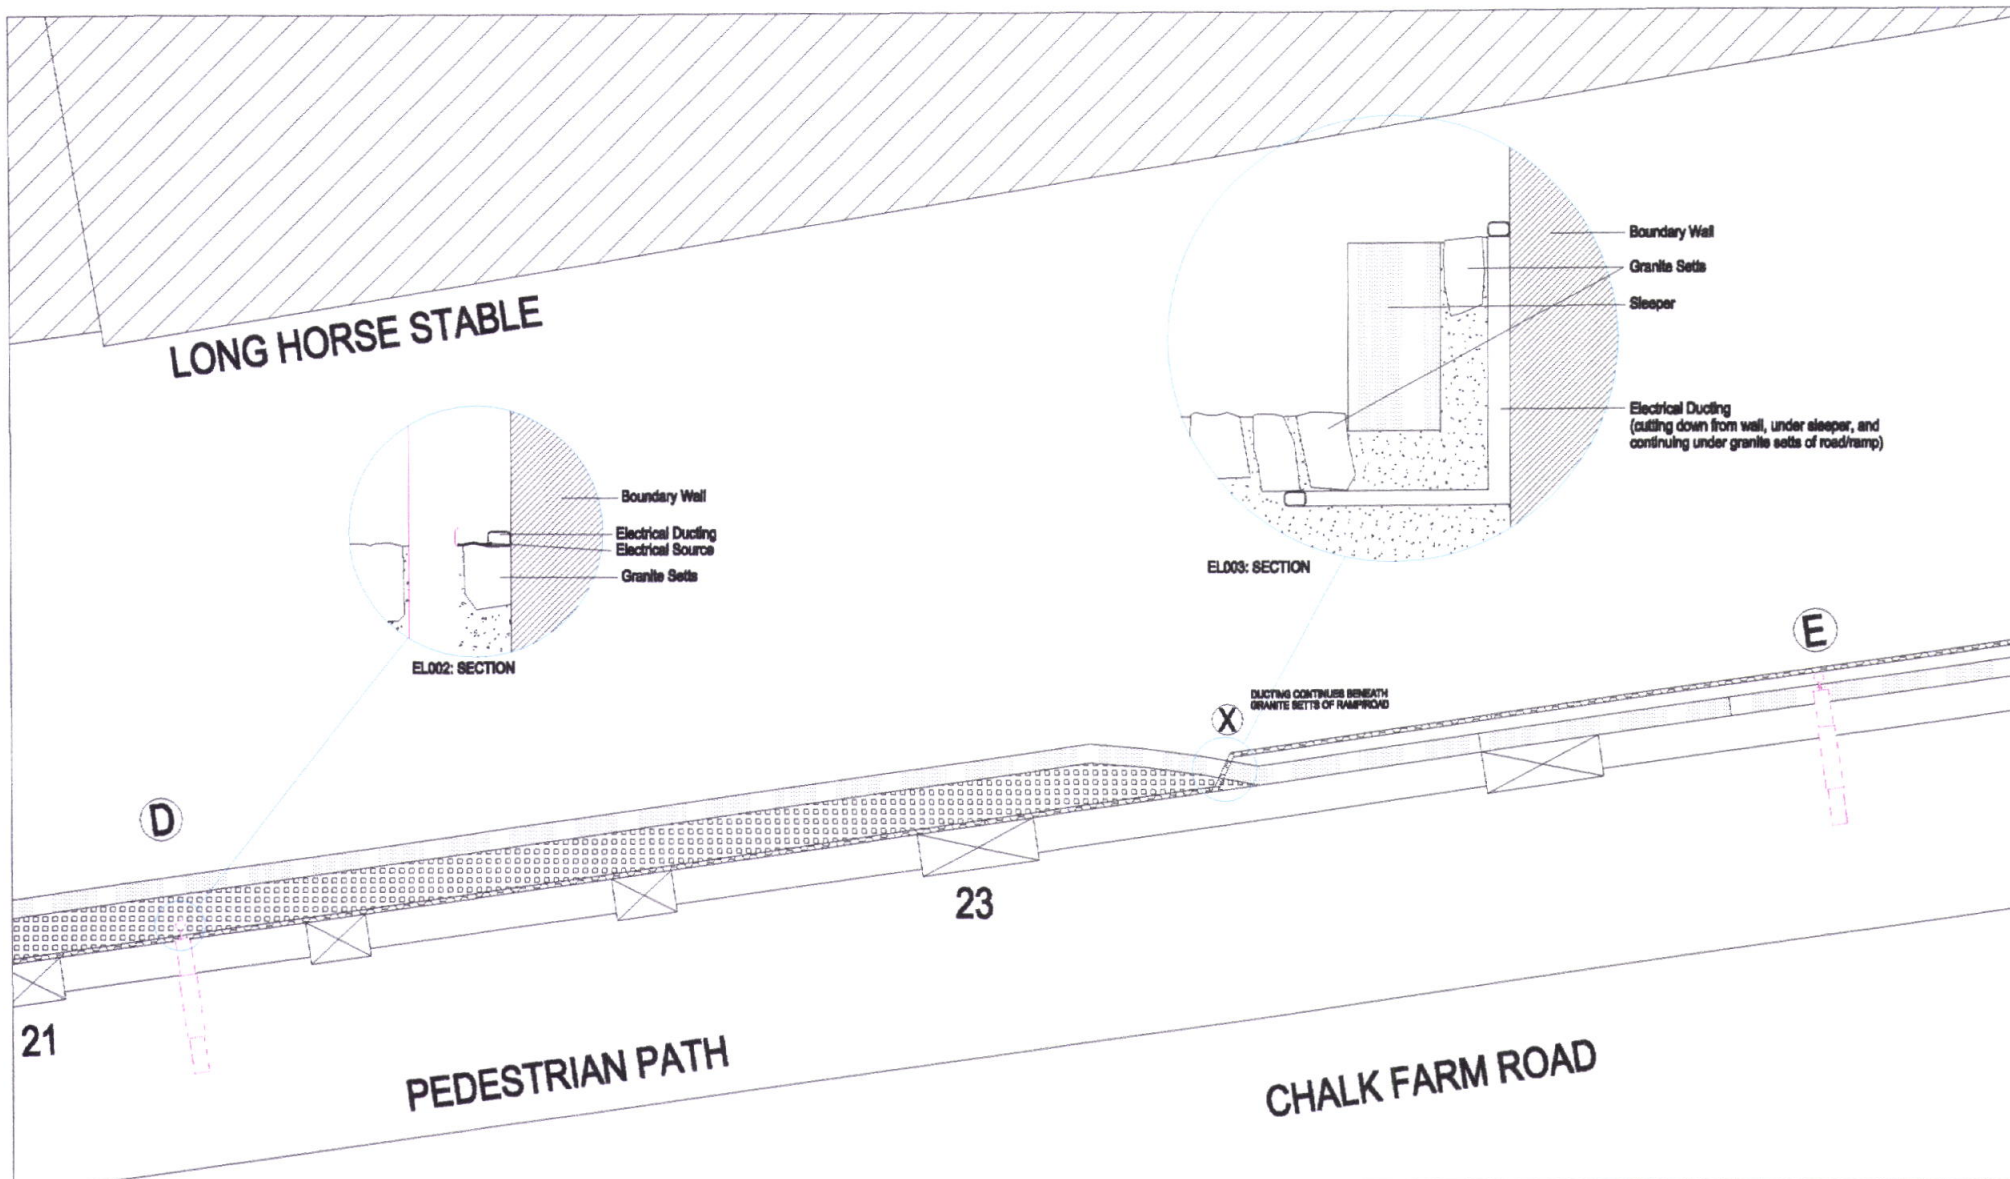 LONG HORSE STABLE
Boundary Wall
Granite Setts
Sleeper
Electrical Ducting
(cutting down from wall, under sleeper, and
continuing under granite setts of road/ramp)
EL003: SECTION
Boundary Wall
Electrical Ducting
Electrical Source
Granite Setts
EL002: SECTION
E
X
DUCTING CONTINUES BENEATH
GRANITE SETTS OF RAMP/ROAD
D
23
21
PEDESTRIAN PATH
CHALK FARM ROAD